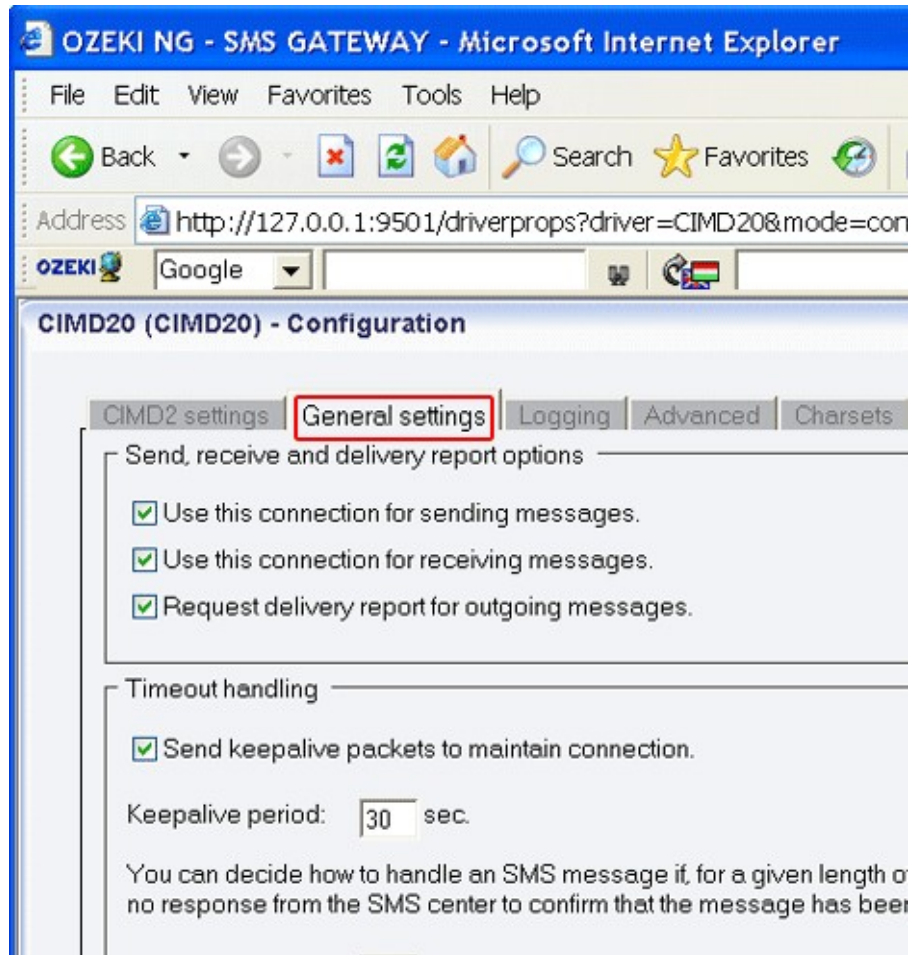 OZEKI NG - SMS GATEWAY - Microsoft Internet Explorer
File Edit View Favorites Tools Help
Back Search Favorites
Address http://127.0.0.1:9501/driverprops?driver=CIMD20&mode=con
OZEKI Google
CIMD20 (CIMD20) - Configuration
CIMD2 settings General settings Logging Advanced Charsets
Send, receive and delivery report options
Use this connection for sending messages.
Use this connection for receiving messages.
Request delivery report for outgoing messages.
Timeout handling
Send keepalive packets to maintain connection.
Keepalive period: 30 sec.
You can decide how to handle an SMS message if, for a given length of
no response from the SMS center to confirm that the message has been